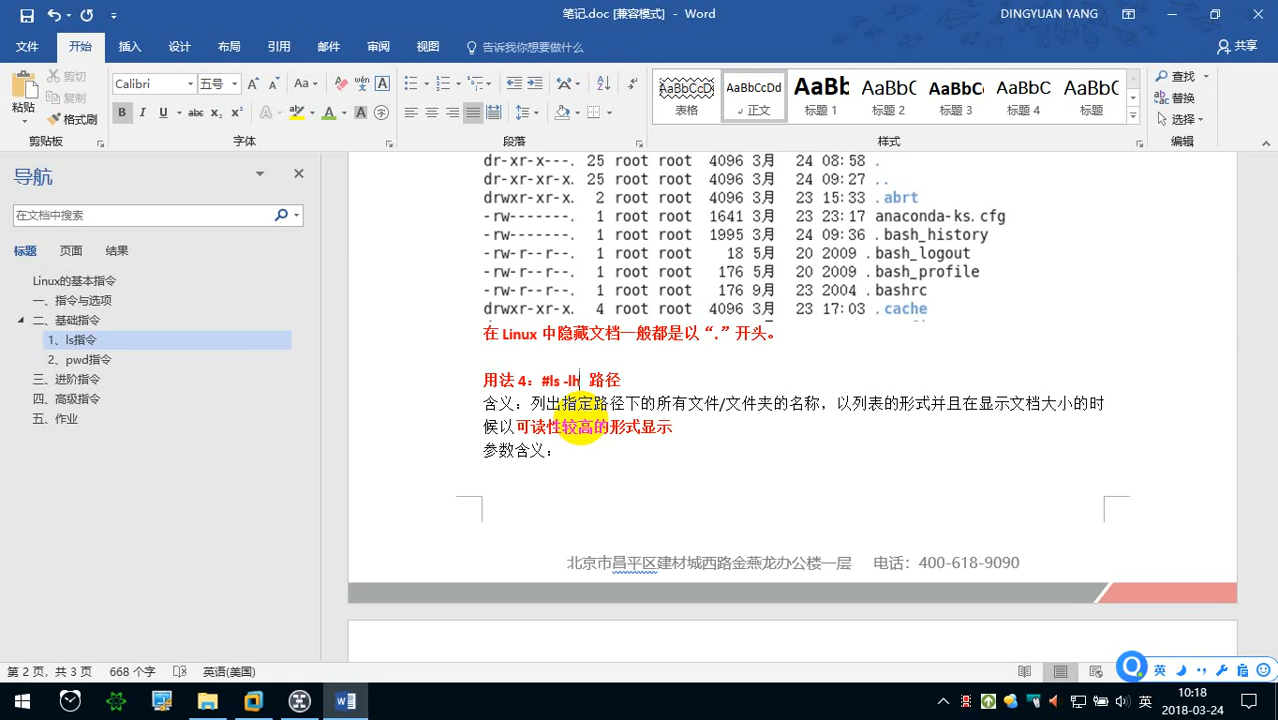 笔记.doc [兼容模式] - Word
DINGYUAN YANG
文件 开始 插入 设计 布局 引用 邮件 审阅 视图 告诉我你想要做什么 共享
粘贴 剪切 复制 格式刷
Calibri 五号
AaBbCcDd 表格
AaBbCcDd 正文
AaBb 标题 1
AaBbC 标题 2
AaBbC 标题 3
AaBbC 标题 4
AaBbC 标题
查找 替换 选择
剪贴板 字体 段落 样式 编辑
导航
在文档中搜索
标题 页面 结果
Linux的基本指令
一、指令与选项
二、基础指令
1、ls指令
2、pwd指令
三、进阶指令
四、高级指令
五、作业
dr-xr-x---. 25 root root 4096 3月 24 08:58 .
dr-xr-x. 25 root root 4096 3月 24 09:27 ..
drwxr-xr-x. 2 root root 4096 3月 23 15:33 .abrt
-rw-------. 1 root root 1641 3月 23 23:17 anaconda-ks.cfg
-rw-------. 1 root root 1995 3月 24 09:36 .bash_history
-rw-r--r--. 1 root root 18 5月 20 2009 .bash_logout
-rw-r--r--. 1 root root 176 5月 20 2009 .bash_profile
-rw-r--r--. 1 root root 176 9月 23 2004 .bashrc
drwxr-xr-x. 4 root root 4096 3月 23 17:03 .cache
在 Linux 中隐藏文档一般都是以“.”开头。
用法 4：#ls -lh 路径
含义：列出指定路径下的所有文件/文件夹的名称，以列表的形式并且在显示文档大小的时
候以可读性较高的形式显示
参数含义：
北京市昌平区建材城西路金燕龙办公楼一层 电话：400-618-9090
第 2 页，共 3 页 668 个字 英语(美国)
英
英 10:18
2018-03-24